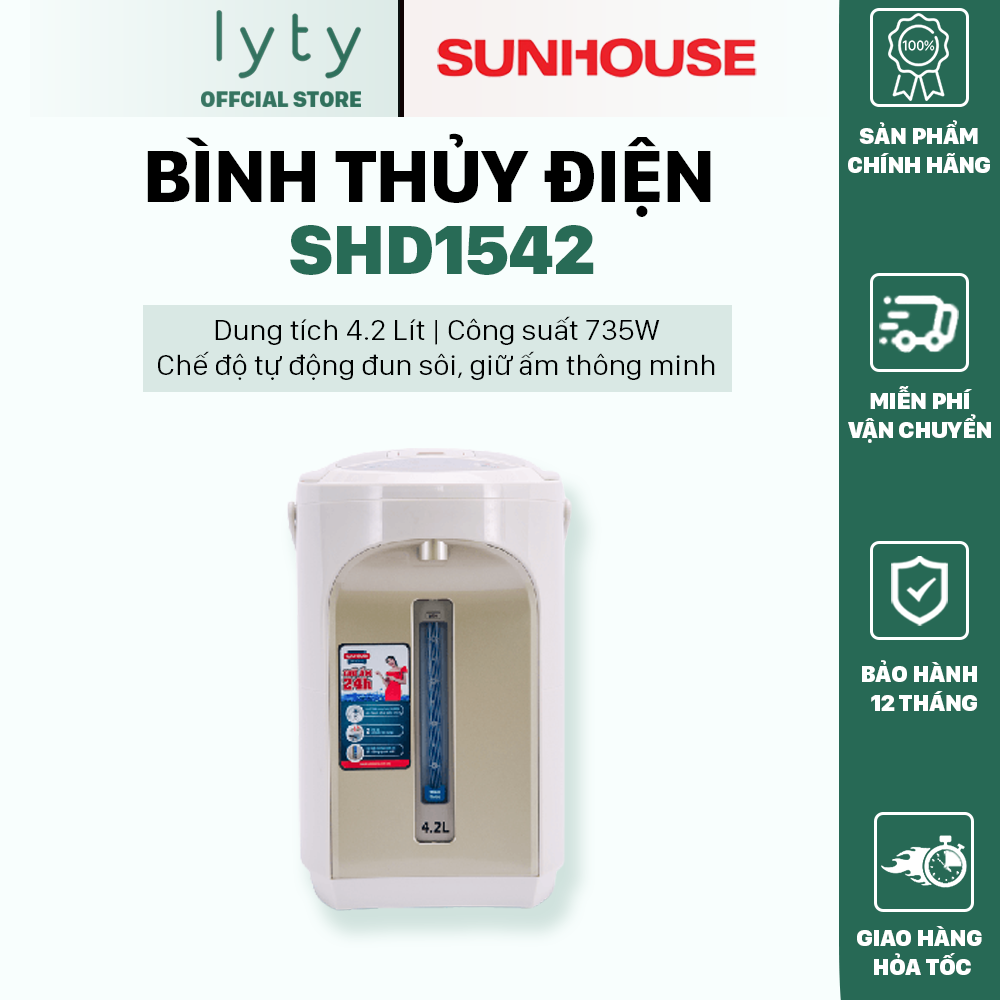 lyty
OFFCIAL STORE
SUNHOUSE
BÌNH THỦY ĐIỆN
SHD1542
Dung tích 4.2 Lít | Công suất 735W
Chế độ tự động đun sôi, giữ ấm thông minh
24h
4.2L
100%
SẢN PHẨM
CHÍNH HÃNG
MIỄN PHÍ
VẬN CHUYỂN
BẢO HÀNH
12 THÁNG
GIAO HÀNG
HỎA TỐC